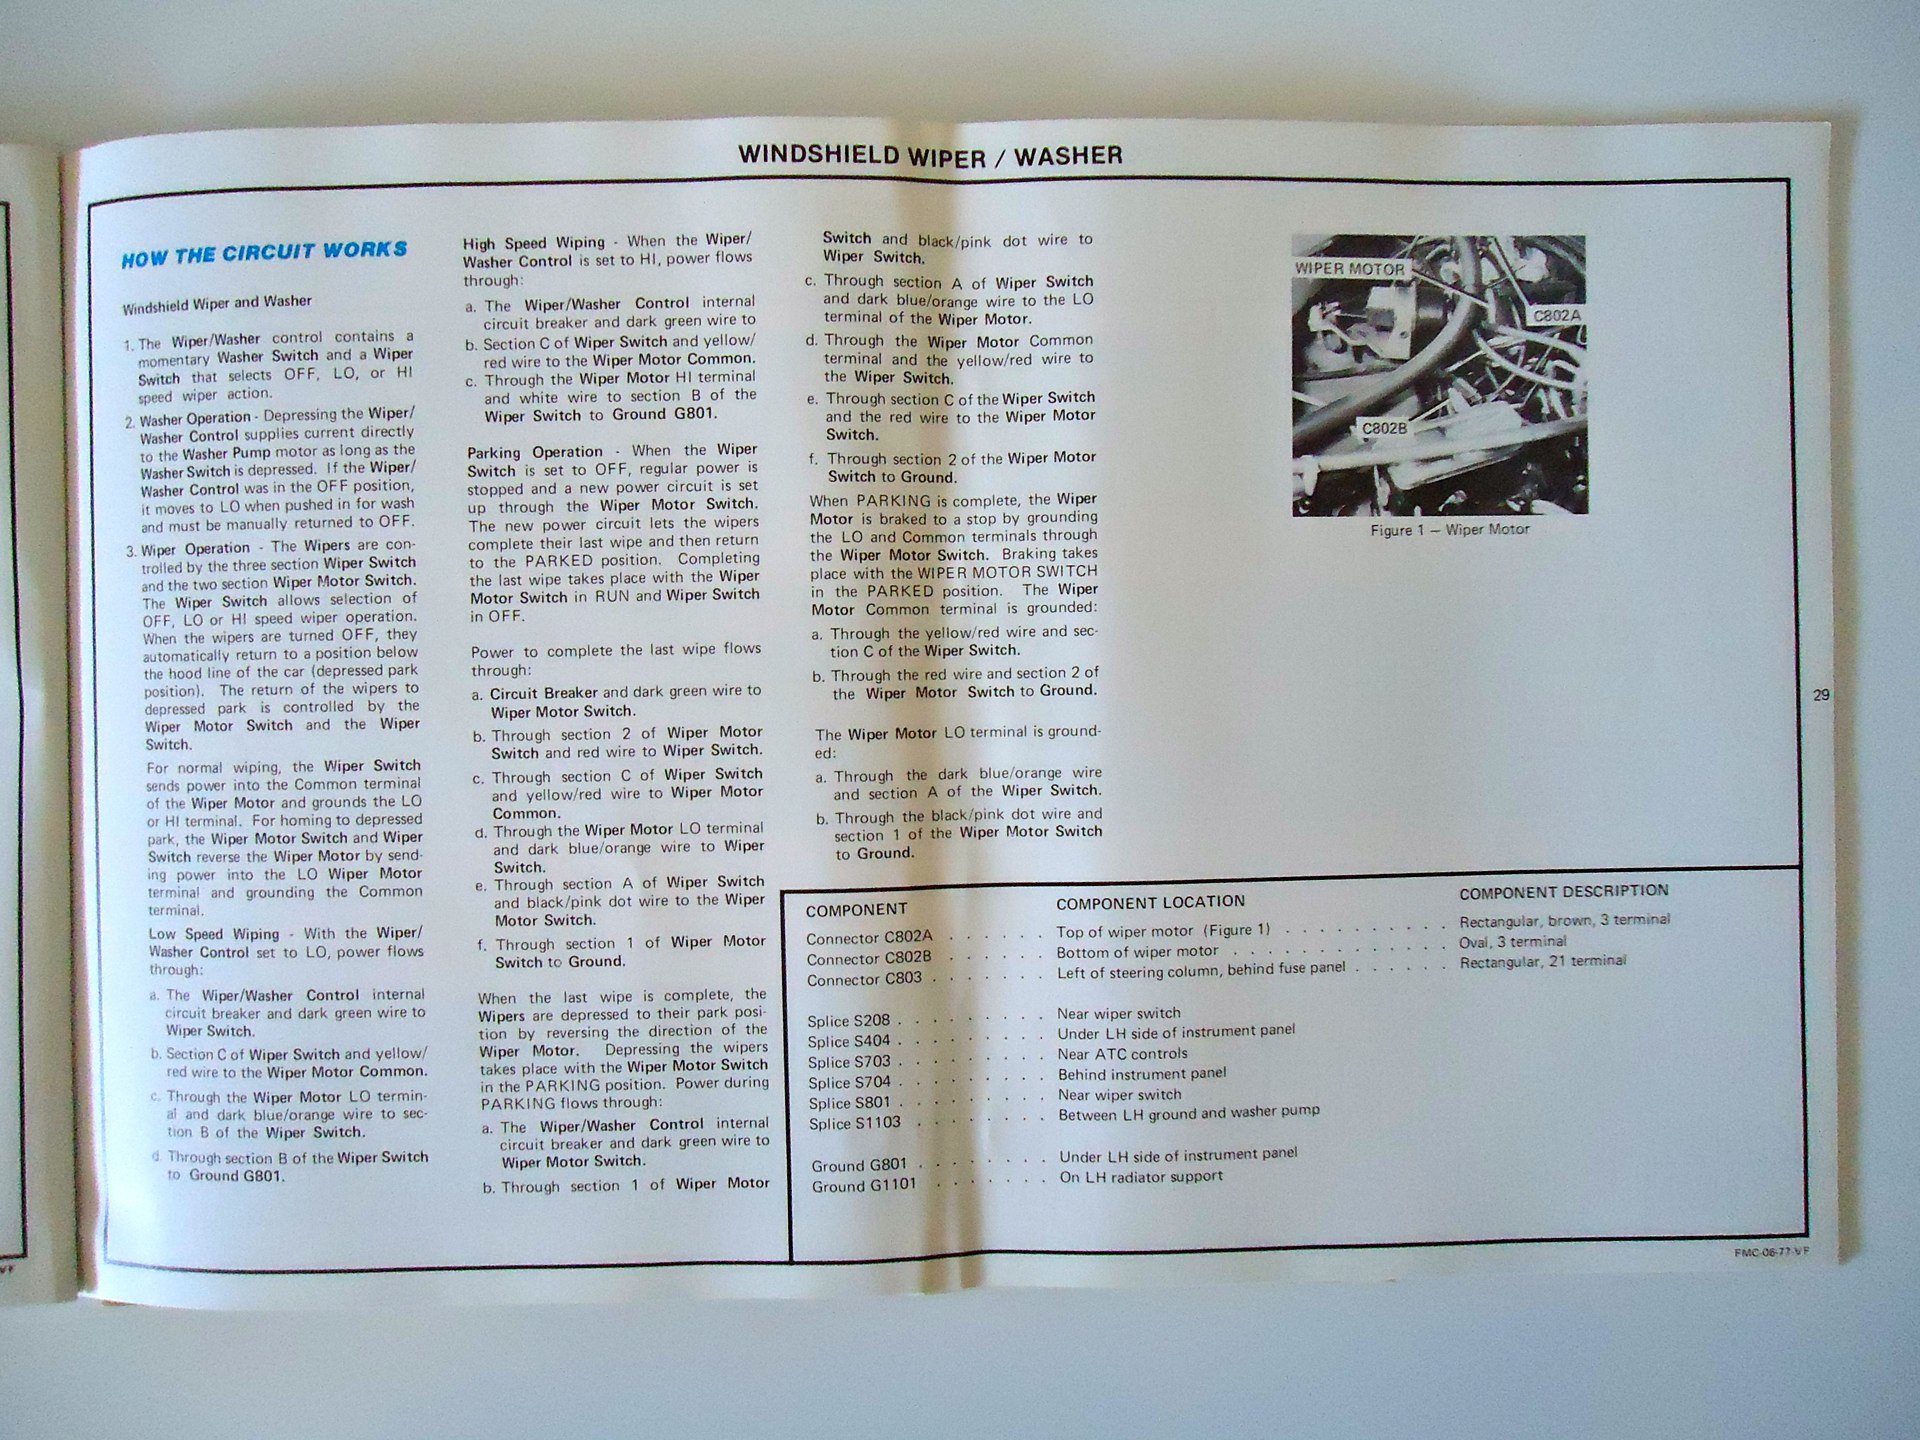 WINDSHIELD WIPER / WASHER
HOW THE CIRCUIT WORKS
Windshield Wiper and Washer
1. The Wiper/Washer control contains a
momentary Washer Switch and a Wiper
Switch that selects OFF, LO, or HI
speed wiper action.
2. Washer Operation - Depressing the Wiper/
Washer Control supplies current directly
to the Washer Pump motor as long as the
Washer Switch is depressed. If the Wiper/
Washer Control was in the OFF position,
it moves to LO when pushed in for wash
and must be manually returned to OFF.
3. Wiper Operation - The Wipers are con-
trolled by the three section Wiper Switch
and the two section Wiper Motor Switch.
The Wiper Switch allows selection of
OFF, LO or HI speed wiper operation.
When the wipers are turned OFF, they
automatically return to a position below
the hood line of the car (depressed park
position). The return of the wipers to
depressed park is controlled by the
Wiper Motor Switch and the Wiper
Switch.
For normal wiping, the Wiper Switch
sends power into the Common terminal
of the Wiper Motor and grounds the LO
or HI terminal. For homing to depressed
park, the Wiper Motor Switch and Wiper
Switch reverse the Wiper Motor by send-
ing power into the LO Wiper Motor
terminal and grounding the Common
terminal.
Low Speed Wiping - With the Wiper/
Washer Control set to LO, power flows
through:
a. The Wiper/Washer Control internal
circuit breaker and dark green wire to
Wiper Switch.
b. Section C of Wiper Switch and yellow/
red wire to the Wiper Motor Common.
c. Through the Wiper Motor LO termin-
al and dark blue/orange wire to sec-
tion B of the Wiper Switch.
d. Through section B of the Wiper Switch
to Ground G801.
High Speed Wiping - When the Wiper/
Washer Control is set to HI, power flows
through:
a. The Wiper/Washer Control internal
circuit breaker and dark green wire to
b. Section C of Wiper Switch and yellow/
red wire to the Wiper Motor Common.
c. Through the Wiper Motor HI terminal
and white wire to section B of the
Wiper Switch to Ground G801.
Parking Operation - When the Wiper
Switch is set to OFF, regular power is
stopped and a new power circuit is set
up through the Wiper Motor Switch.
The new power circuit lets the wipers
complete their last wipe and then return
to the PARKED position. Completing
the last wipe takes place with the Wiper
Motor Switch in RUN and Wiper Switch
in OFF.
Power to complete the last wipe flows
through:
a. Circuit Breaker and dark green wire to
Wiper Motor Switch.
b. Through section 2 of Wiper Motor
Switch and red wire to Wiper Switch.
c. Through section C of Wiper Switch
and yellow/red wire to Wiper Motor
Common.
d. Through the Wiper Motor LO terminal
and dark blue/orange wire to Wiper
Switch.
e. Through section A of Wiper Switch
and black/pink dot wire to the Wiper
Motor Switch.
f. Through section 1 of Wiper Motor
Switch to Ground.
When the last wipe is complete, the
Wipers are depressed to their park posi-
tion by reversing the direction of the
Wiper Motor. Depressing the wipers
takes place with the Wiper Motor Switch
in the PARKING position. Power during
PARKING flows through:
a. The Wiper/Washer Control internal
circuit breaker and dark green wire to
Wiper Motor Switch.
b. Through section 1 of Wiper Motor
Switch and black/pink dot wire to
Wiper Switch.
c. Through section A of Wiper Switch
and dark blue/orange wire to the LO
terminal of the Wiper Motor.
d. Through the Wiper Motor Common
terminal and the yellow/red wire to
the Wiper Switch.
e. Through section C of the Wiper Switch
and the red wire to the Wiper Motor
Switch.
f. Through section 2 of the Wiper Motor
Switch to Ground.
When PARKING is complete, the Wiper
Motor is braked to a stop by grounding
the LO and Common terminals through
the Wiper Motor Switch. Braking takes
place with the WIPER MOTOR SWITCH
in the PARKED position. The Wiper
Motor Common terminal is grounded:
a. Through the yellow/red wire and sec-
tion C of the Wiper Switch.
b. Through the red wire and section 2 of
the Wiper Motor Switch to Ground.
The Wiper Motor LO terminal is ground-
ed:
a. Through the dark blue/orange wire
and section A of the Wiper Switch.
b. Through the black/pink dot wire and
section 1 of the Wiper Motor Switch
to Ground.
WIPER MOTOR
C802A
C802B
Figure 1 — Wiper Motor
29
COMPONENT COMPONENT LOCATION COMPONENT DESCRIPTION
Connector C802A . . . . . . Top of wiper motor (Figure 1) . . . . . . . . . . Rectangular, brown, 3 terminal
Connector C802B . . . . . . Bottom of wiper motor . . . . . . . . . . . . . Oval, 3 terminal
Connector C803 . . . . . . . Left of steering column, behind fuse panel . . . . . . Rectangular, 21 terminal
Splice S208 . . . . . . . . . Near wiper switch
Splice S404 . . . . . . . . . Under LH side of instrument panel
Splice S703 . . . . . . . . . Near ATC controls
Splice S704 . . . . . . . . . Behind instrument panel
Splice S801 . . . . . . . . . Near wiper switch
Splice S1103 . . . . . . . . Between LH ground and washer pump
Ground G801 . . . . . . . . Under LH side of instrument panel
Ground G1101 . . . . . . . On LH radiator support
FMC-06-77-VF
VF